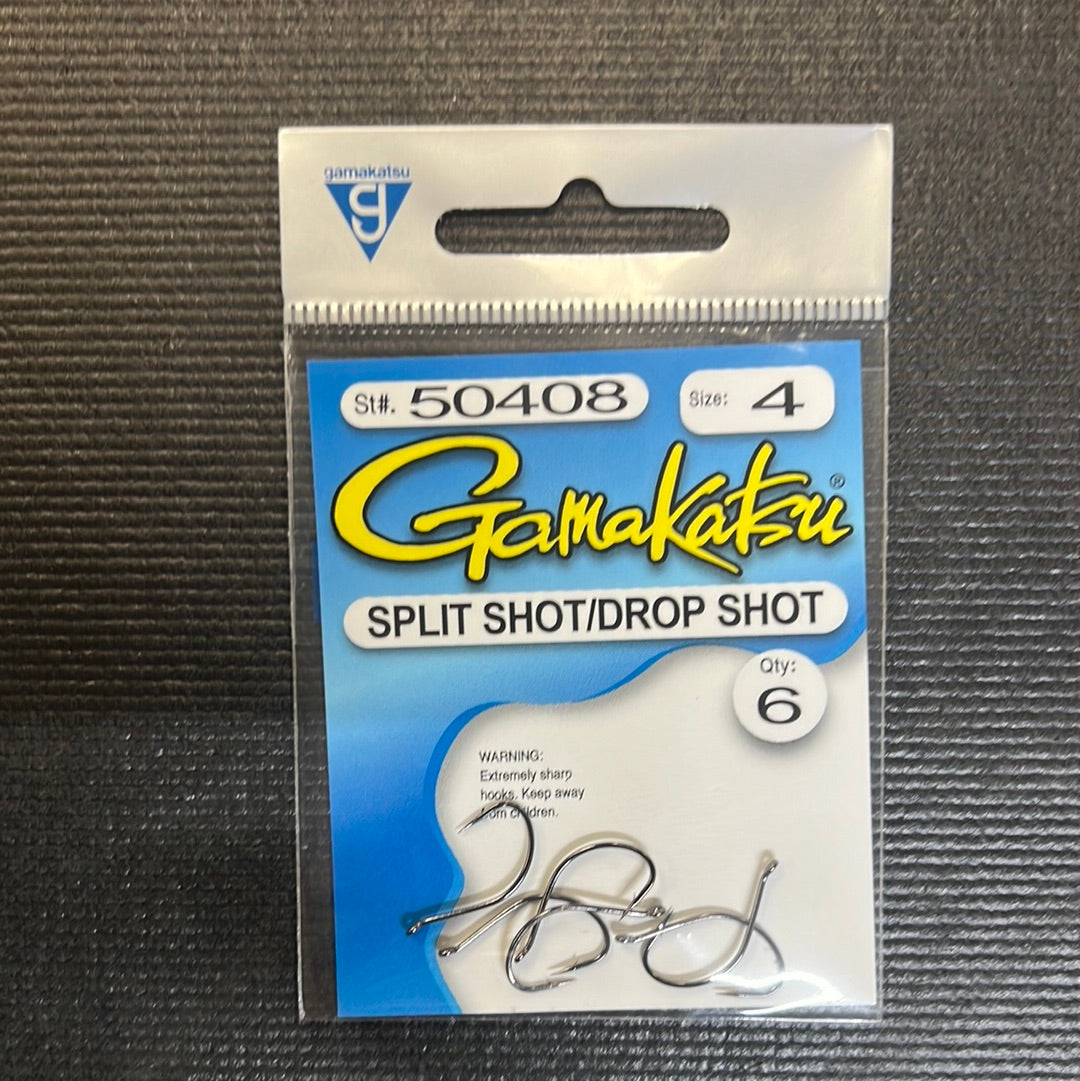 gamakatsu
St#. 50408
Size: 4
Gamakatsu®
SPLIT SHOT/DROP SHOT
Qty:
6
WARNING:
Extremely sharp
hooks. Keep away
from children.